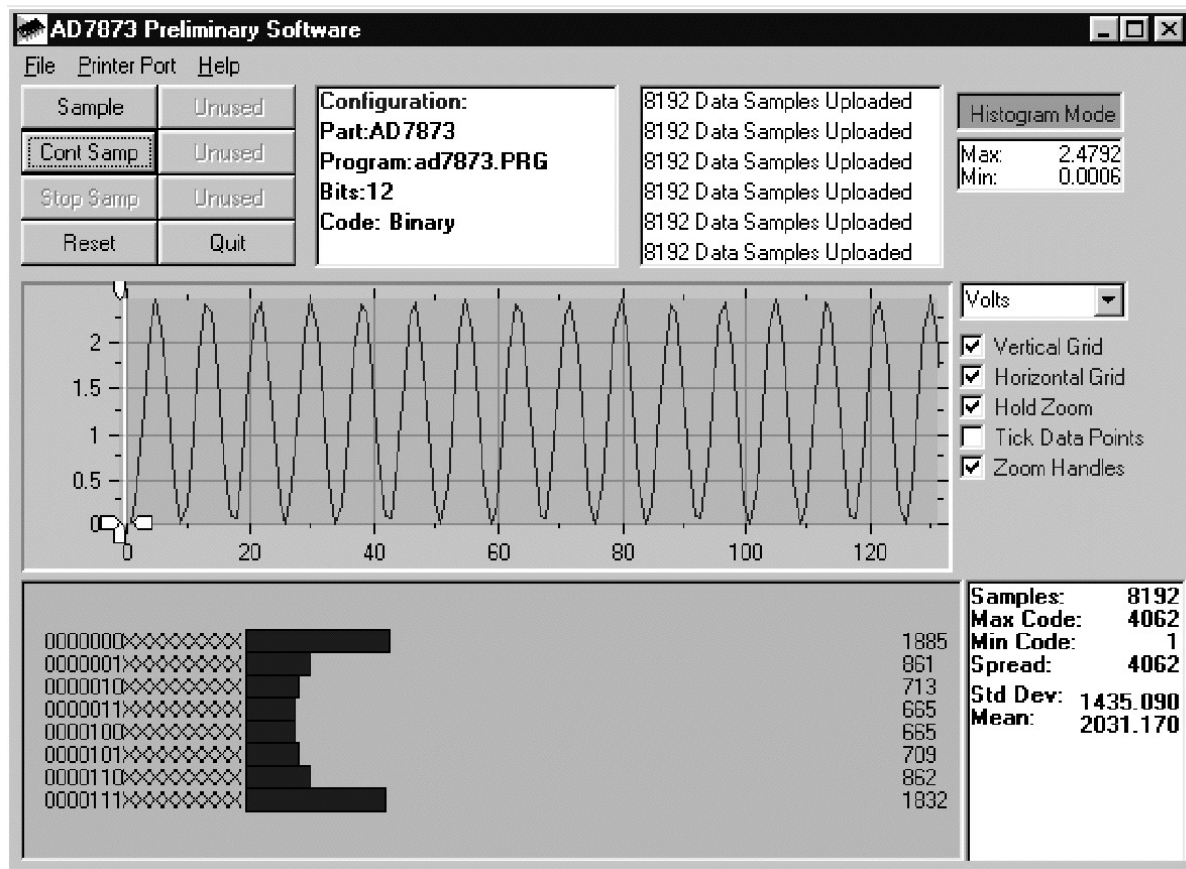 AD7873 Preliminary Software
File Printer Port Help
Sample Unused
Cont Samp Unused
Stop Samp Unused
Reset Quit
Configuration:
Part:AD7873
Program:ad7873.PRG
Bits:12
Code: Binary
8192 Data Samples Uploaded
8192 Data Samples Uploaded
8192 Data Samples Uploaded
8192 Data Samples Uploaded
8192 Data Samples Uploaded
8192 Data Samples Uploaded
Histogram Mode
Max: 2.4792
Min: 0.0006
2
1.5
1
0.5
0
0 20 40 60 80 100 120
Volts
Vertical Grid
Horizontal Grid
Hold Zoom
Tick Data Points
Zoom Handles
0000000XXXXXXXXX 1885
0000001XXXXXXXXX 861
0000010XXXXXXXXX 713
0000011XXXXXXXXX 665
0000100XXXXXXXXX 665
0000101XXXXXXXXX 709
0000110XXXXXXXXX 862
0000111XXXXXXXXX 1832
Samples: 8192
Max Code: 4062
Min Code: 1
Spread: 4062
Std Dev: 1435.090
Mean: 2031.170